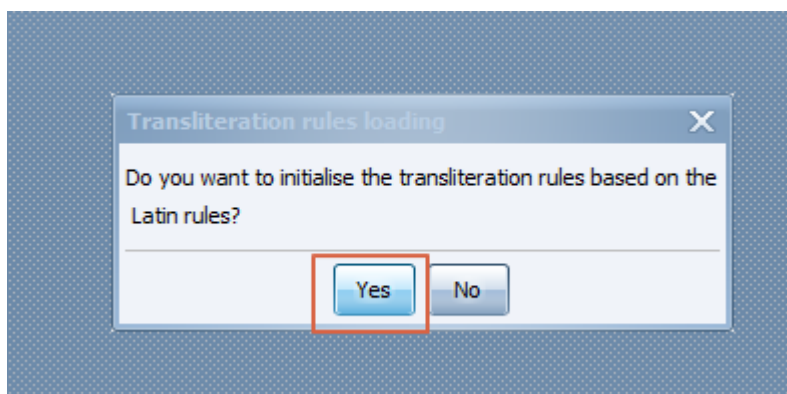 Transliteration rules loading
Do you want to initialise the transliteration rules based on the
Latin rules?
Yes No